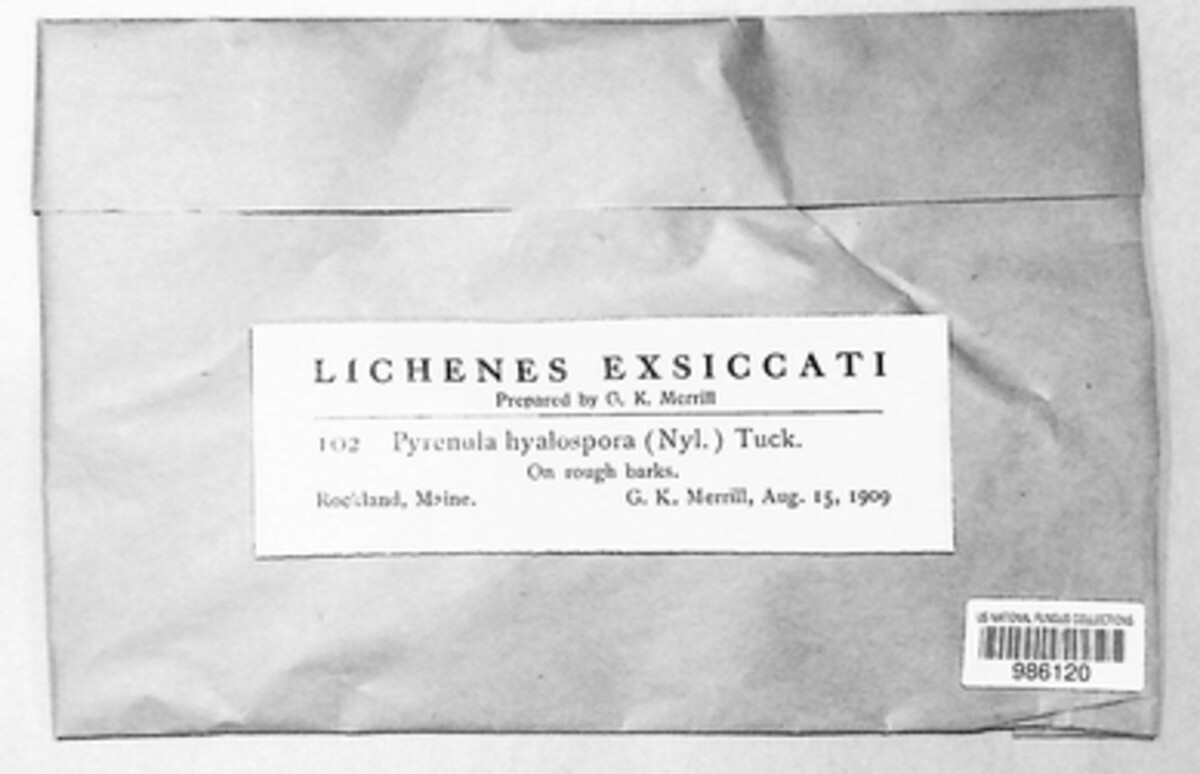 LICHENES EXSICCATI
Prepared by G. K. Merrill
102 Pyrenula hyalospora (Nyl.) Tuck.
On rough barks.
Rockland, Maine. G. K. Merrill, Aug. 15, 1909
US NATIONAL FUNGUS COLLECTIONS
986120